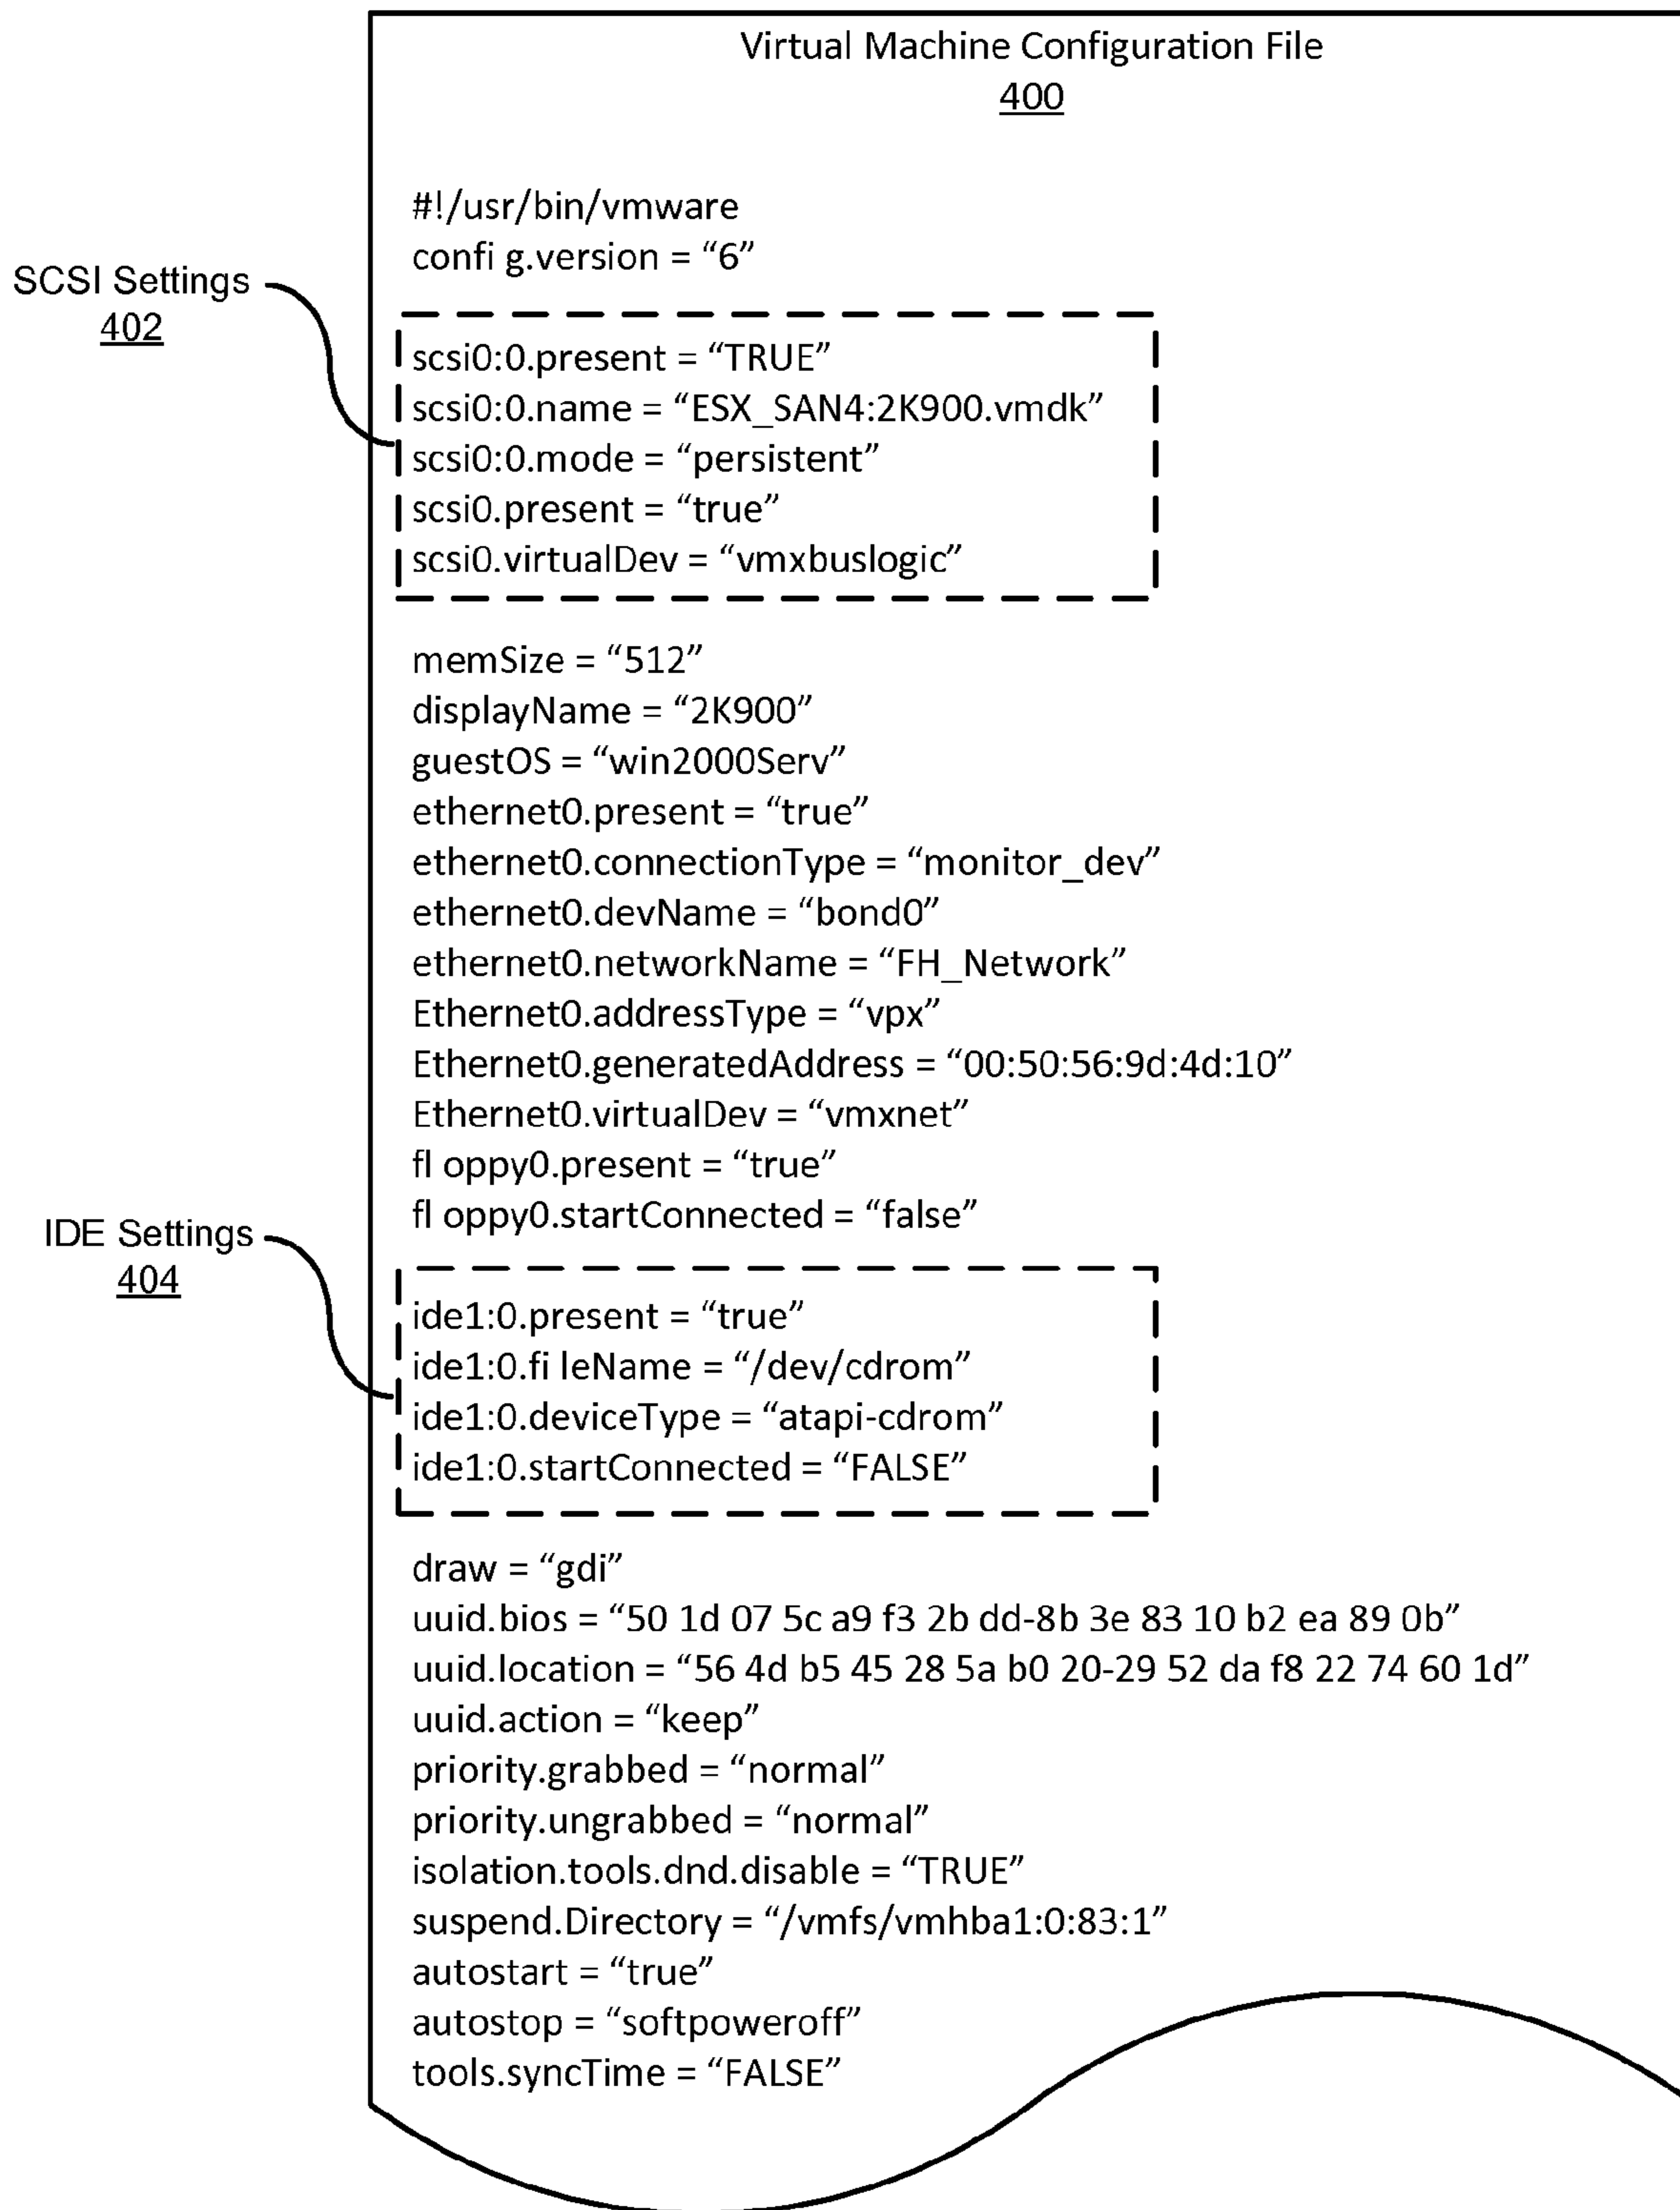 Virtual Machine Configuration File
400
#!/usr/bin/vmware
confi g.version = “6”
SCSI Settings
402
scsi0:0.present = “TRUE”
scsi0:0.name = “ESX_SAN4:2K900.vmdk”
scsi0:0.mode = “persistent”
scsi0.present = “true”
scsi0.virtualDev = “vmxbuslogic”
memSize = “512”
displayName = “2K900”
guestOS = “win2000Serv”
ethernet0.present = “true”
ethernet0.connectionType = “monitor_dev”
ethernet0.devName = “bond0”
ethernet0.networkName = “FH_Network”
Ethernet0.addressType = “vpx”
Ethernet0.generatedAddress = “00:50:56:9d:4d:10”
Ethernet0.virtualDev = “vmxnet”
fl oppy0.present = “true”
fl oppy0.startConnected = “false”
IDE Settings
404
ide1:0.present = “true”
ide1:0.fi leName = “/dev/cdrom”
ide1:0.deviceType = “atapi-cdrom”
ide1:0.startConnected = “FALSE”
draw = “gdi”
uuid.bios = “50 1d 07 5c a9 f3 2b dd-8b 3e 83 10 b2 ea 89 0b”
uuid.location = “56 4d b5 45 28 5a b0 20-29 52 da f8 22 74 60 1d”
uuid.action = “keep”
priority.grabbed = “normal”
priority.ungrabbed = “normal”
isolation.tools.dnd.disable = “TRUE”
suspend.Directory = “/vmfs/vmhba1:0:83:1”
autostart = “true”
autostop = “softpoweroff”
tools.syncTime = “FALSE”